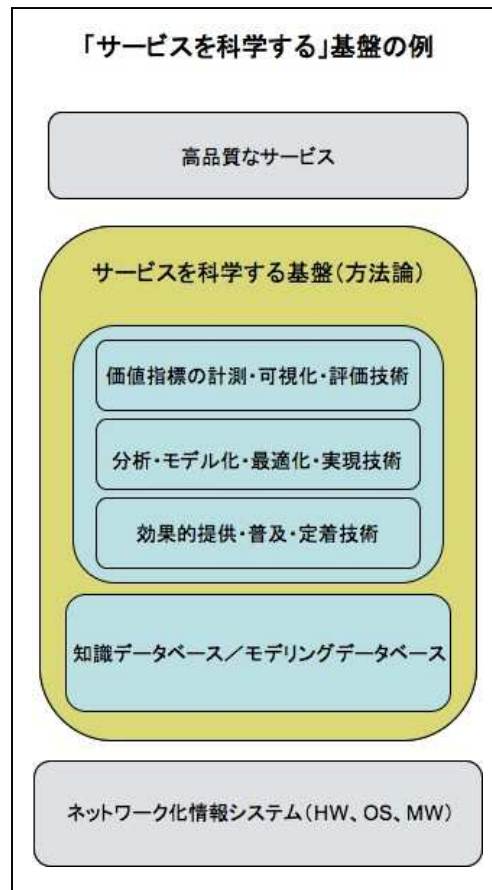 「サービスを科学する」基盤の例
高品質なサービス
サービスを科学する基盤(方法論)
価値指標の計測・可視化・評価技術
分析・モデル化・最適化・実現技術
効果的提供・普及・定着技術
知識データベース／モデリングデータベース
ネットワーク化情報システム(HW、OS、MW)